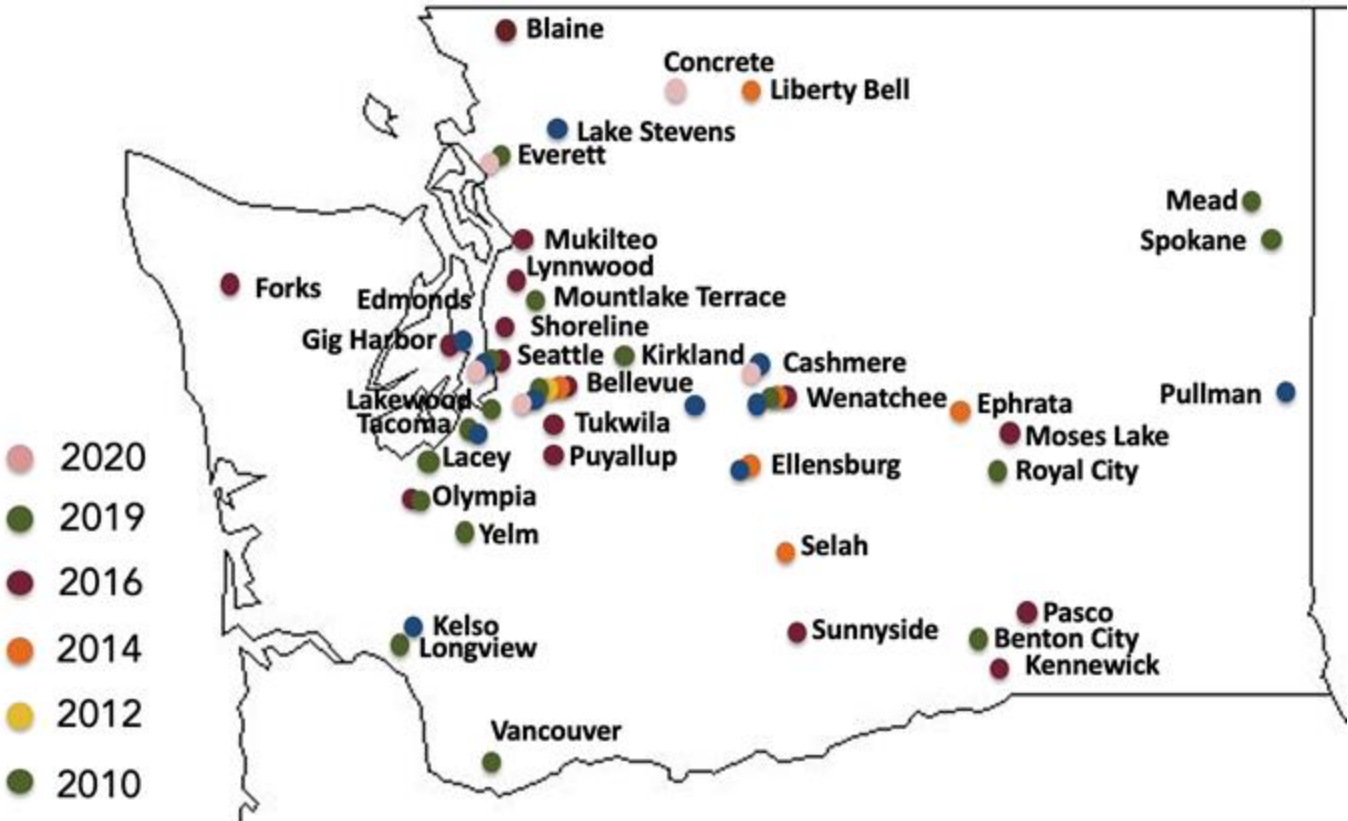 Blaine
Concrete
Liberty Bell
Lake Stevens
Everett
Mead
Spokane
Mukilteo
Lynnwood
Forks
Edmonds
Mountlake Terrace
Shoreline
Gig Harbor
Seattle
Kirkland
Cashmere
Bellevue
Pullman
Lakewood
Wenatchee
Ephrata
Tacoma
Tukwila
Moses Lake
2020
Lacey
Puyallup
Ellensburg
Royal City
Olympia
2019
Yelm
Selah
2016
Pasco
Kelso
Sunnyside
Benton City
2014
Longview
Kennewick
2012
Vancouver
2010